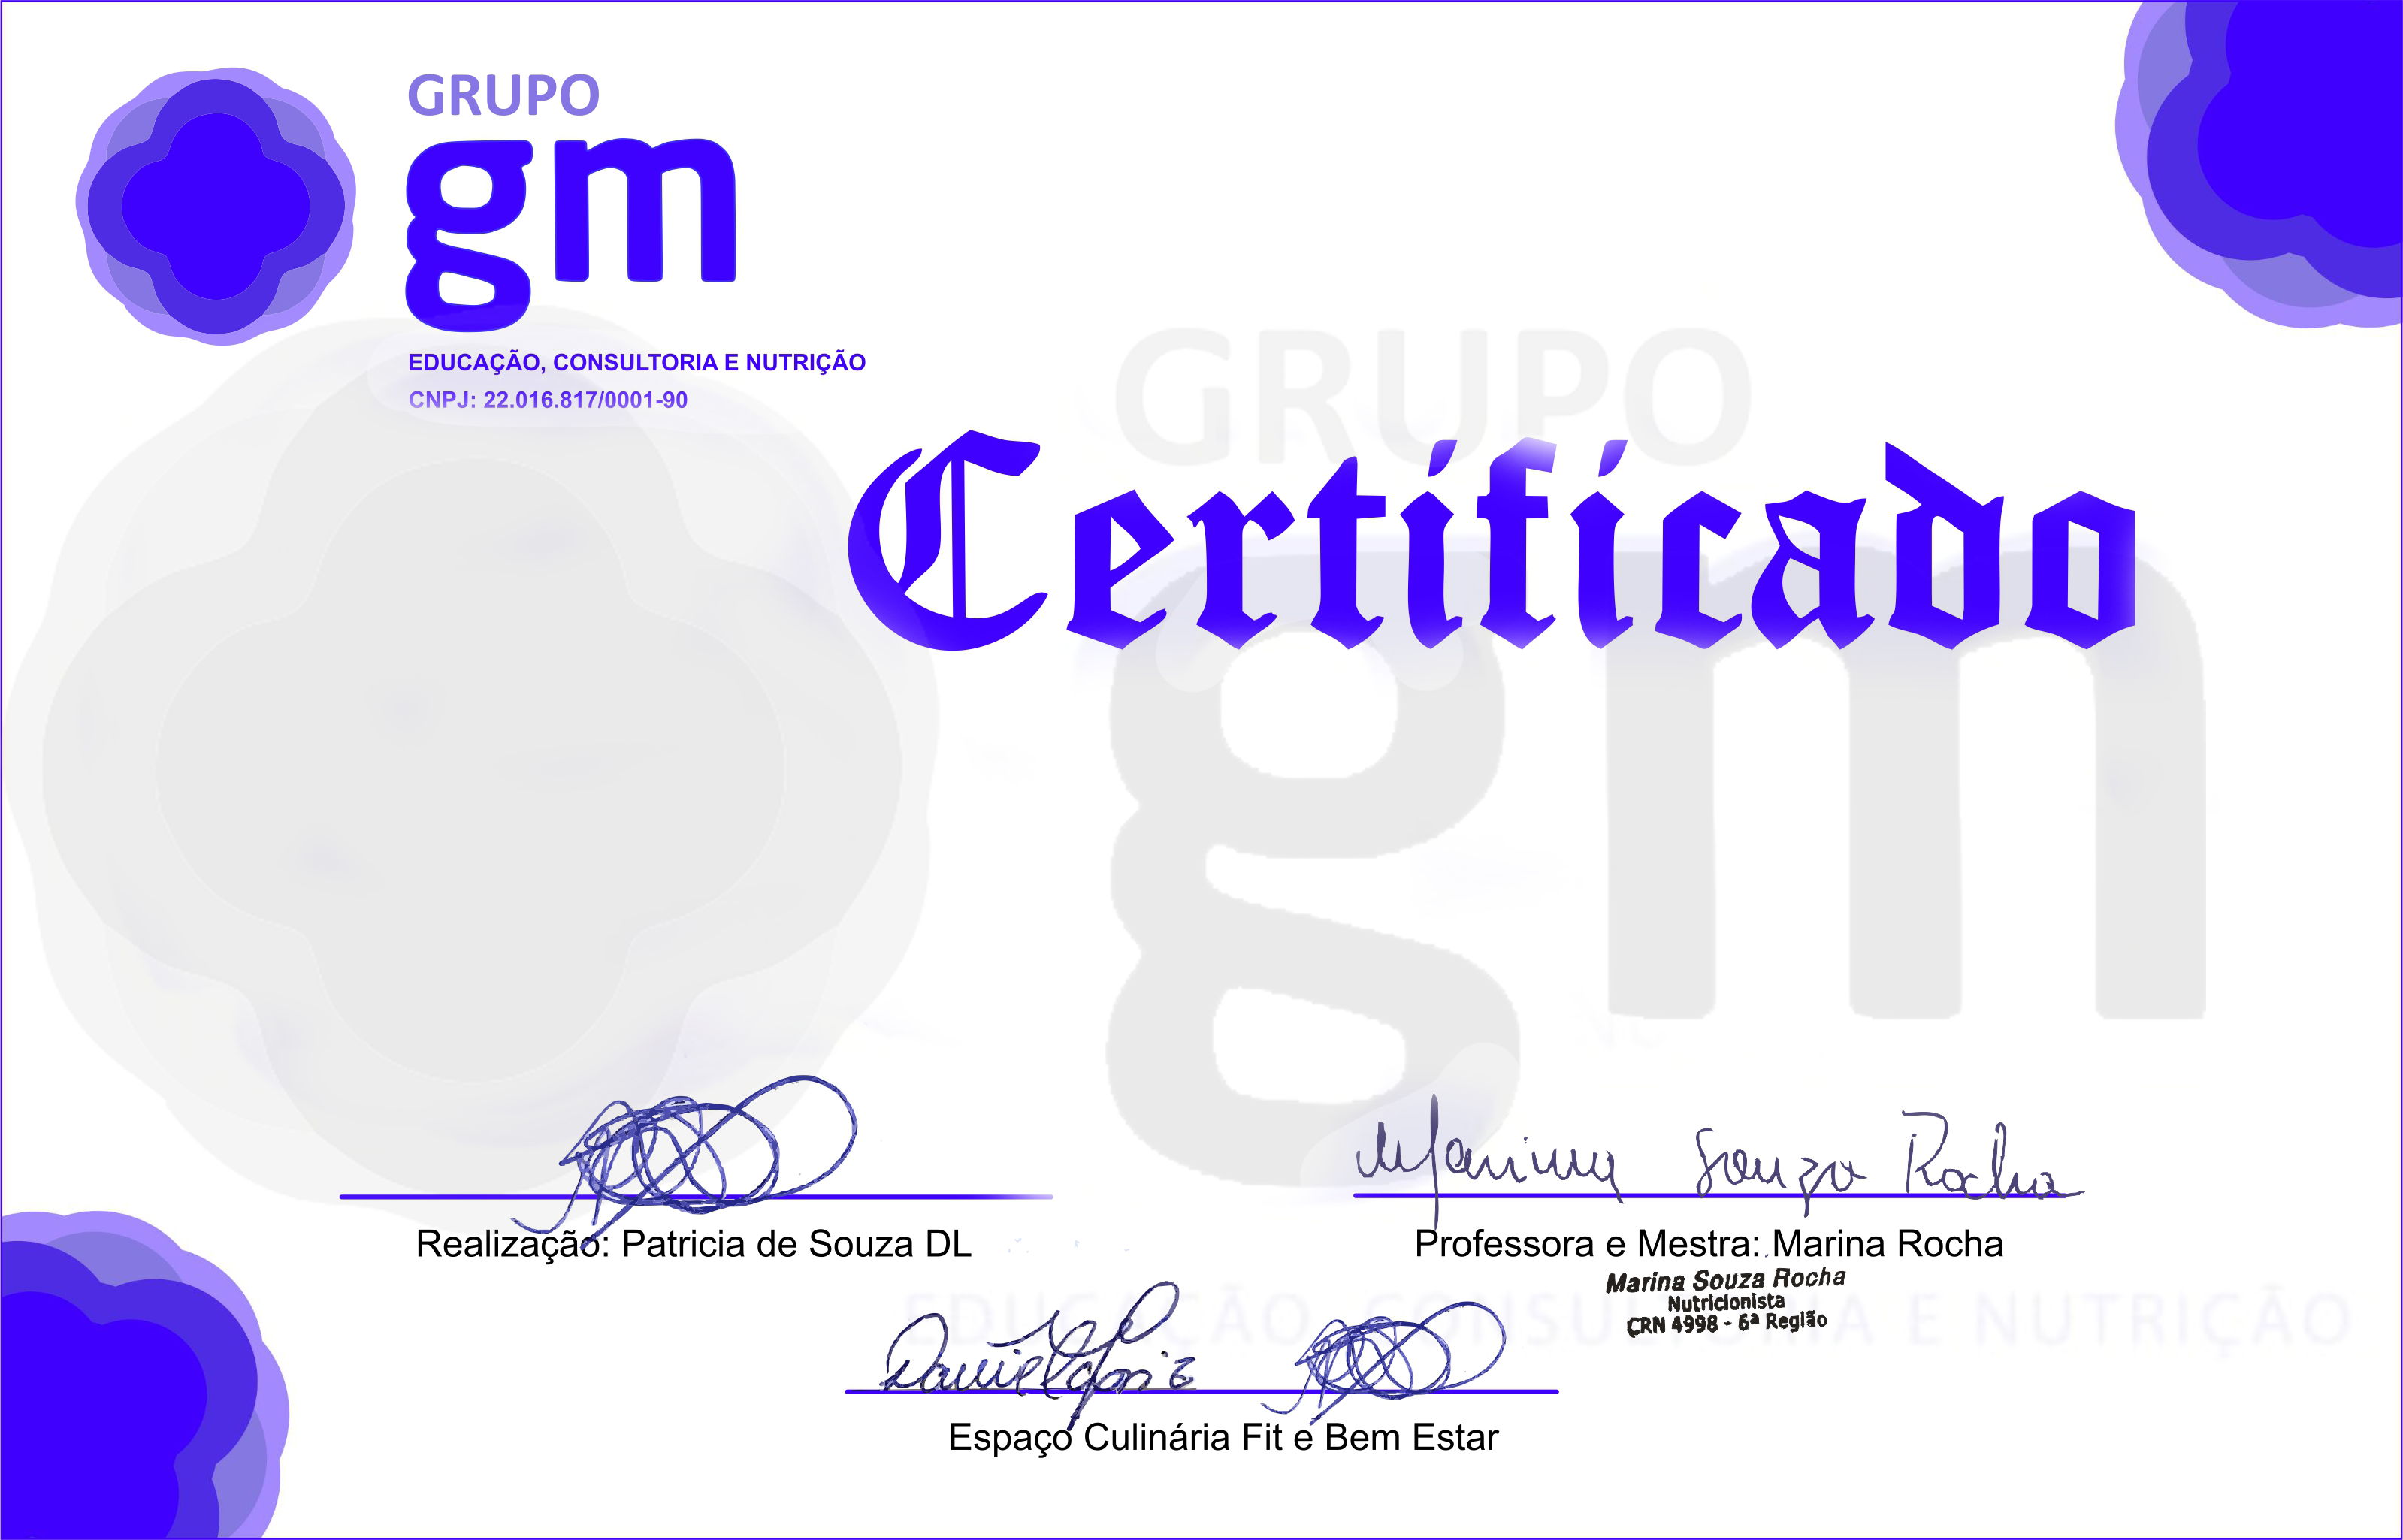 GRUPO
gm
EDUCAÇÃO, CONSULTORIA E NUTRIÇÃO
CNPJ: 22.016.817/0001-90
GRUPO
Certificado
gm
Marina Souza Rocha
Realização: Patricia de Souza DL
Professora e Mestra: Marina Rocha
Marina Souza Rocha
Nutricionista
CRN 4998 - 6ª Região
EDUCAÇÃO, CONSULTORIA E NUTRIÇÃO
Espaço Culinária Fit e Bem Estar